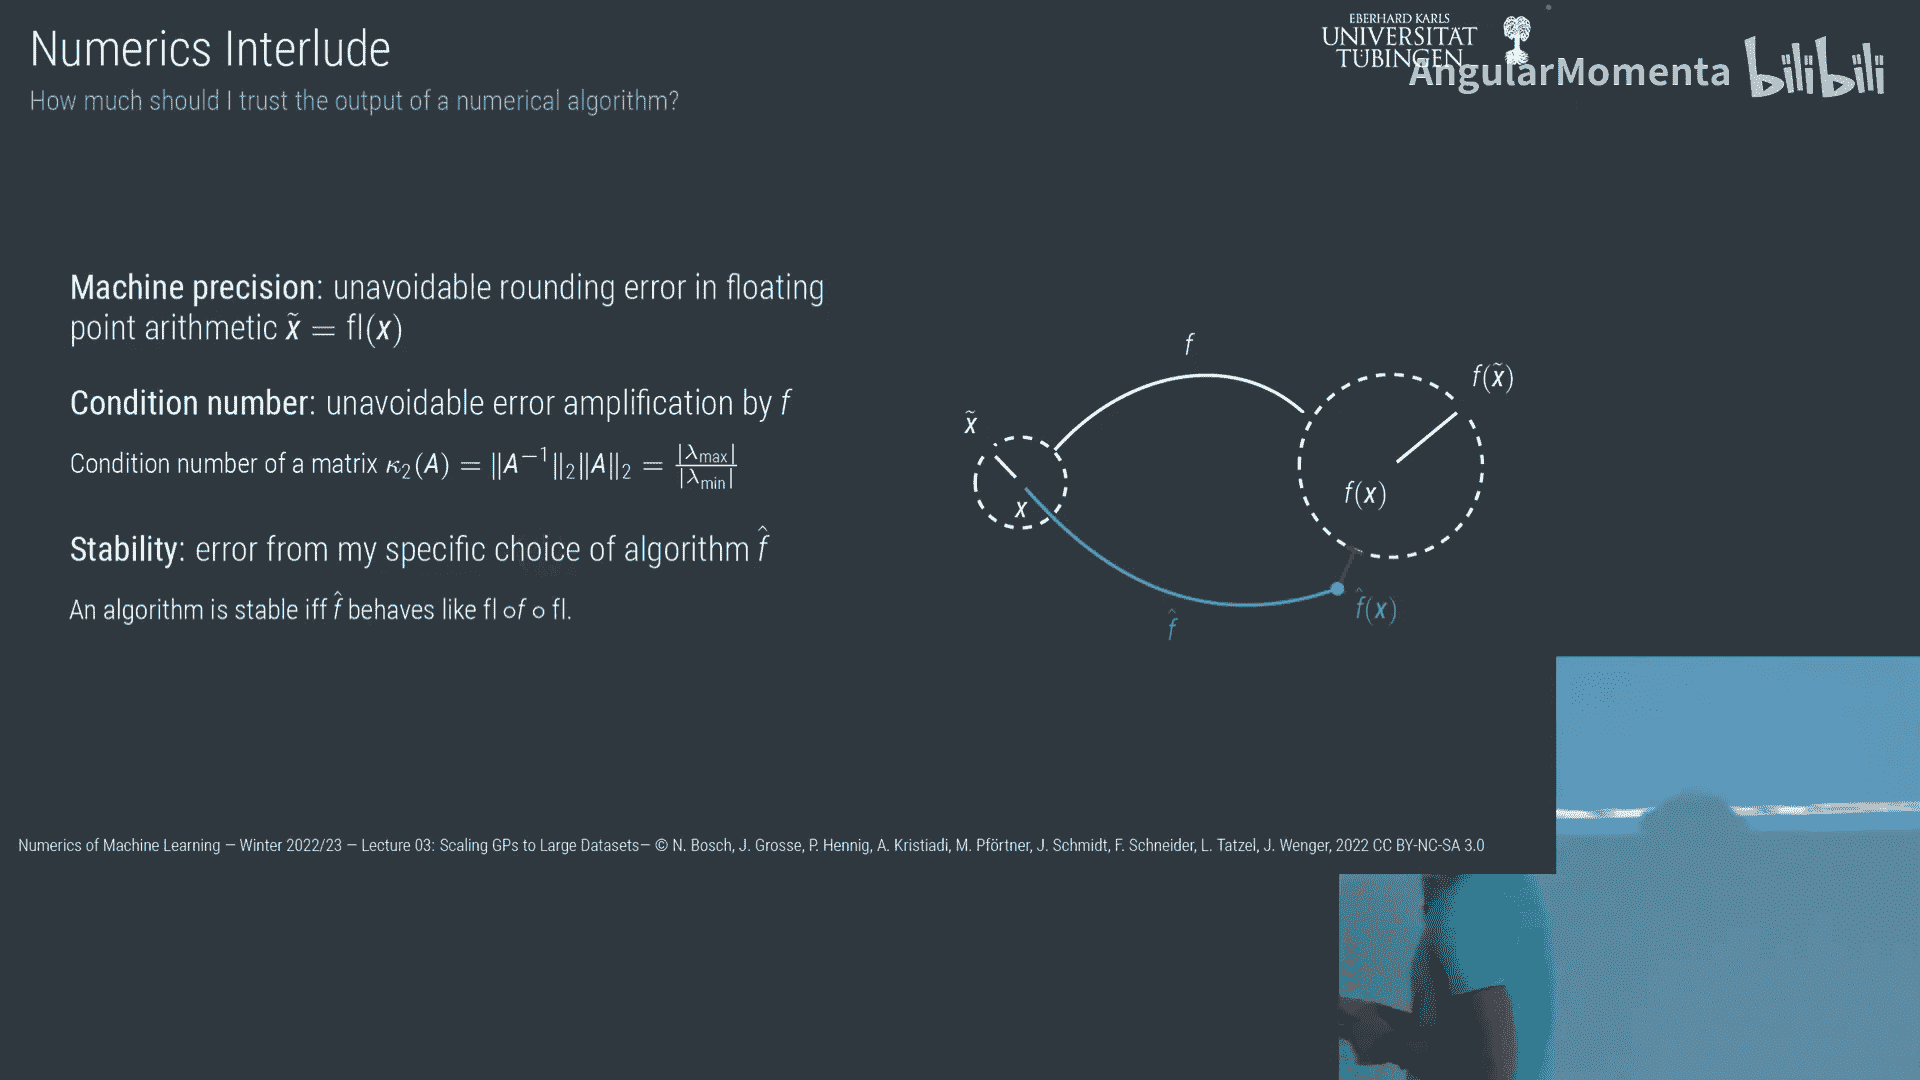 Numerics Interlude
How much should I trust the output of a numerical algorithm?
EBERHARD KARLS
UNIVERSITÄT
TÜBINGEN
AngularMomenta bilibili
Machine precision: unavoidable rounding error in floating
point arithmetic x̃ = fl(x)
Condition number: unavoidable error amplification by f
Condition number of a matrix κ₂(A) = ‖A⁻¹‖₂‖A‖₂ = |λmax|/|λmin|
Stability: error from my specific choice of algorithm f̂
An algorithm is stable iff f̂ behaves like fl ∘f ∘ fl.
f
f(x̃)
x̃
f(x)
x
f̂(x)
f̂
Numerics of Machine Learning — Winter 2022/23 — Lecture 03: Scaling GPs to Large Datasets— © N. Bosch, J. Grosse, P. Hennig, A. Kristiadi, M. Pförtner, J. Schmidt, F. Schneider, L. Tatzel, J. Wenger, 2022 CC BY-NC-SA 3.0